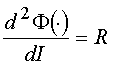 d²Φ(·)/dI = R